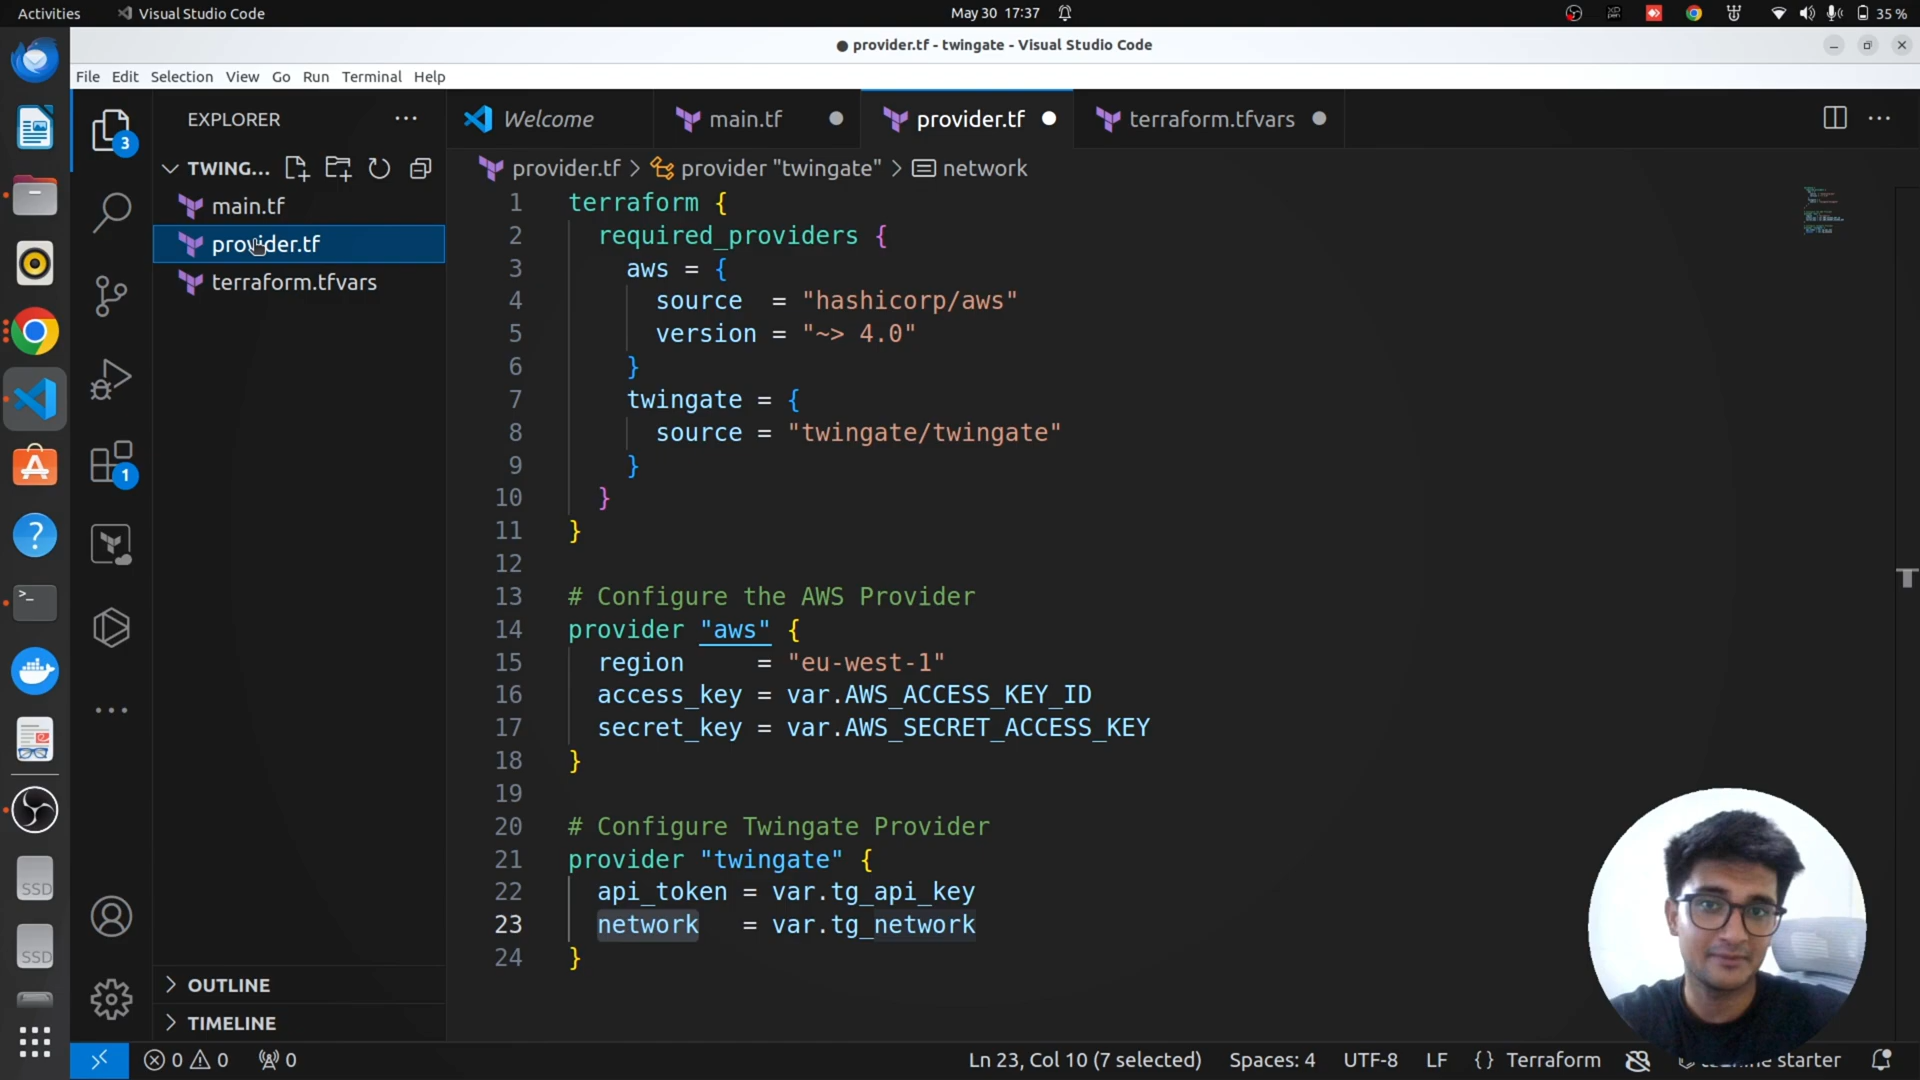 Activities
Visual Studio Code
May 30 17:37
35 %
● provider.tf - twingate - Visual Studio Code
File Edit Selection View Go Run Terminal Help
EXPLORER
TWING...
main.tf
provider.tf
terraform.tfvars
OUTLINE
TIMELINE
3
1
SSD
SSD
Welcome
main.tf
provider.tf
terraform.tfvars
provider.tf > provider "twingate" > network
1 terraform {
2 required_providers {
3 aws = {
4 source = "hashicorp/aws"
5 version = "~> 4.0"
6 }
7 twingate = {
8 source = "twingate/twingate"
9 }
10 }
11 }
12
13 # Configure the AWS Provider
14 provider "aws" {
15 region = "eu-west-1"
16 access_key = var.AWS_ACCESS_KEY_ID
17 secret_key = var.AWS_SECRET_ACCESS_KEY
18 }
19
20 # Configure Twingate Provider
21 provider "twingate" {
22 api_token = var.tg_api_key
23 network = var.tg_network
24 }
0 0 0
Ln 23, Col 10 (7 selected) Spaces: 4 UTF-8 LF {} Terraform starter